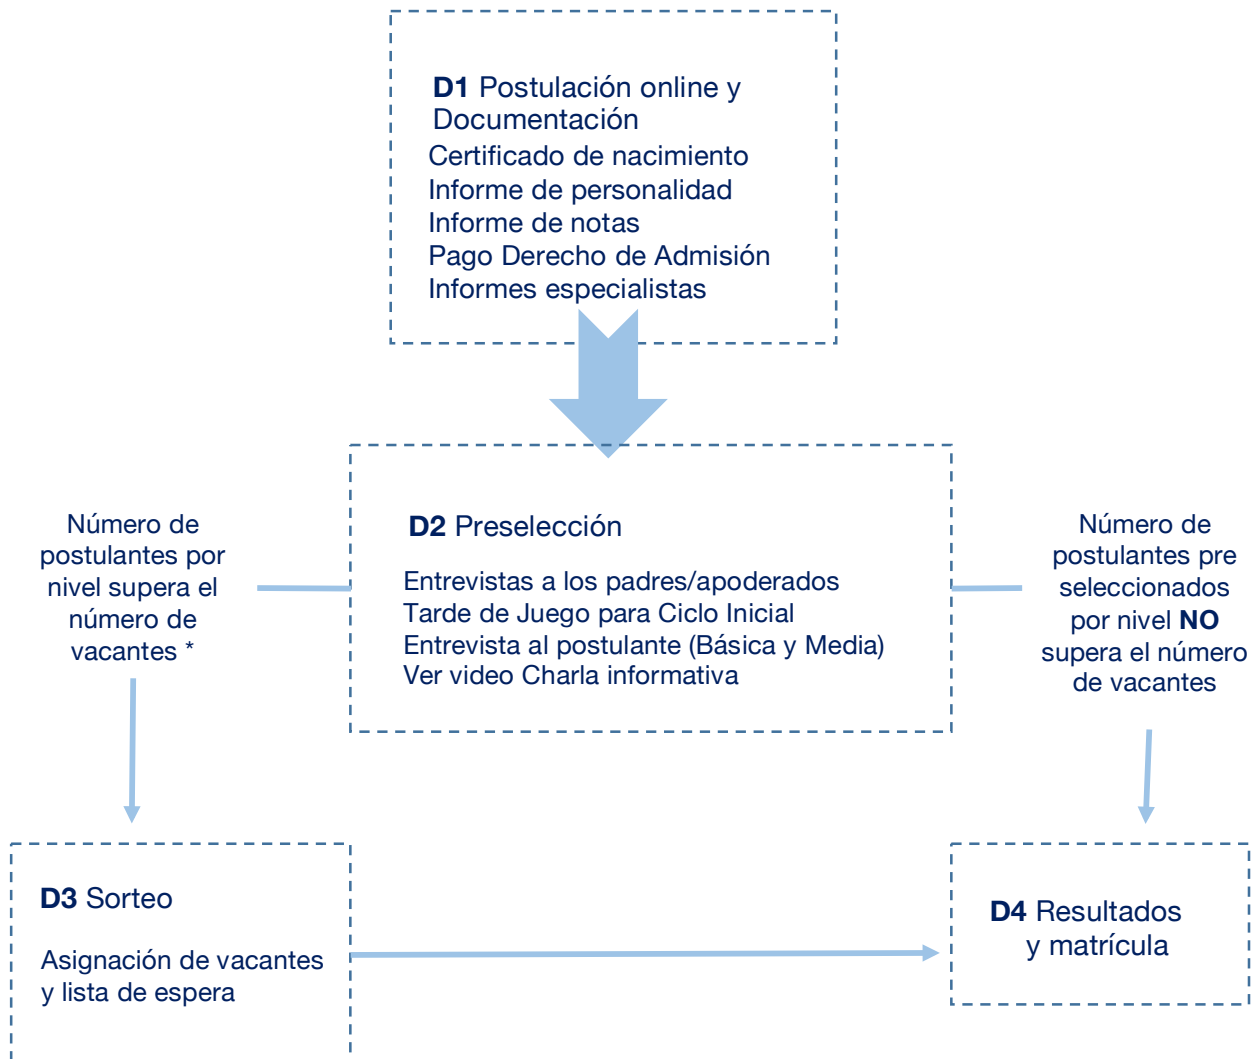 D1 Postulación online y
Documentación
Certificado de nacimiento
Informe de personalidad
Informe de notas
Pago Derecho de Admisión
Informes especialistas
Número de
postulantes por
nivel supera el
número de
vacantes *
D2 Preselección
Entrevistas a los padres/apoderados
Tarde de Juego para Ciclo Inicial
Entrevista al postulante (Básica y Media)
Ver video Charla informativa
Número de
postulantes pre
seleccionados
por nivel NO
supera el número
de vacantes
D3 Sorteo
Asignación de vacantes
y lista de espera
D4 Resultados
y matrícula